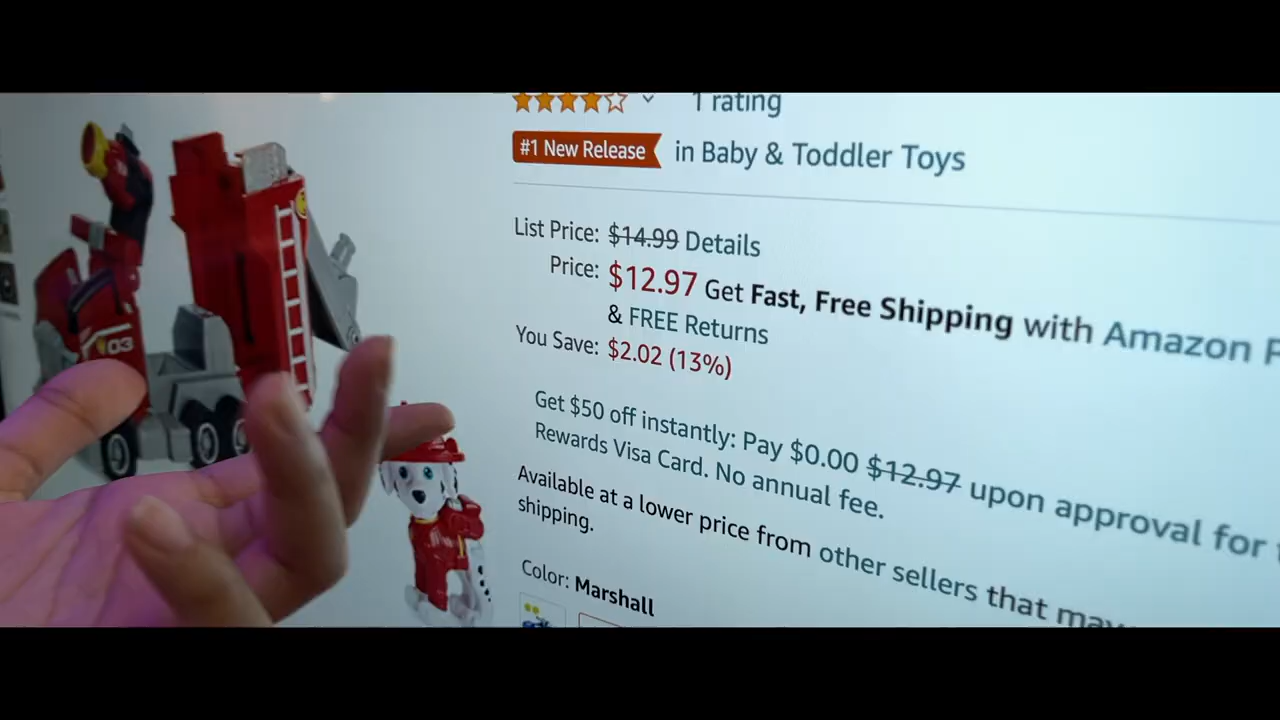 1 rating
#1 New Release in Baby & Toddler Toys
List Price: $14.99 Details
Price: $12.97 Get Fast, Free Shipping with Amazon
& FREE Returns
You Save: $2.02 (13%)
Get $50 off instantly: Pay $0.00 $12.97 upon approval for
Rewards Visa Card. No annual fee.
Available at a lower price from other sellers that may
shipping.
Color: Marshall
03